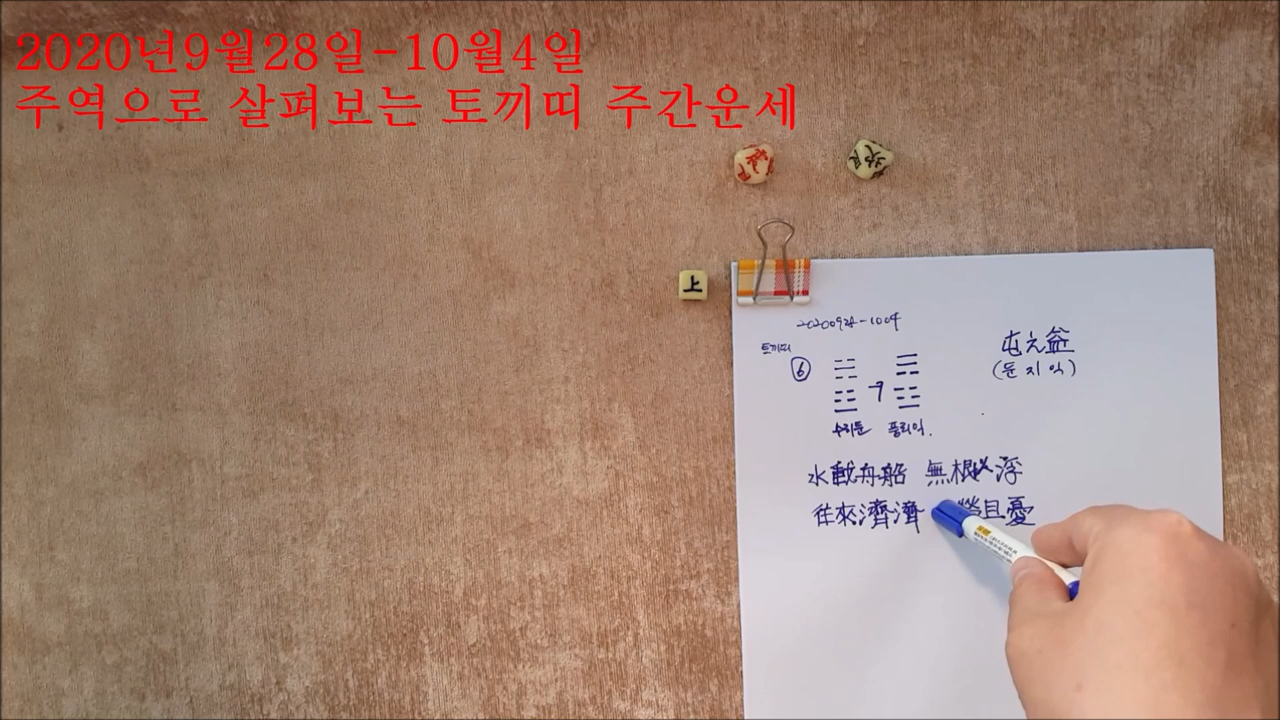 2020년9월28일-10월4일
주역으로 살펴보는 토끼띠 주간운세
上
20200928-1004
토끼띠
6
屯之益
(둔지익)
수뢰둔 풍뢰익.
水載舟船 無根以浮
往來濟濟 勞且憂